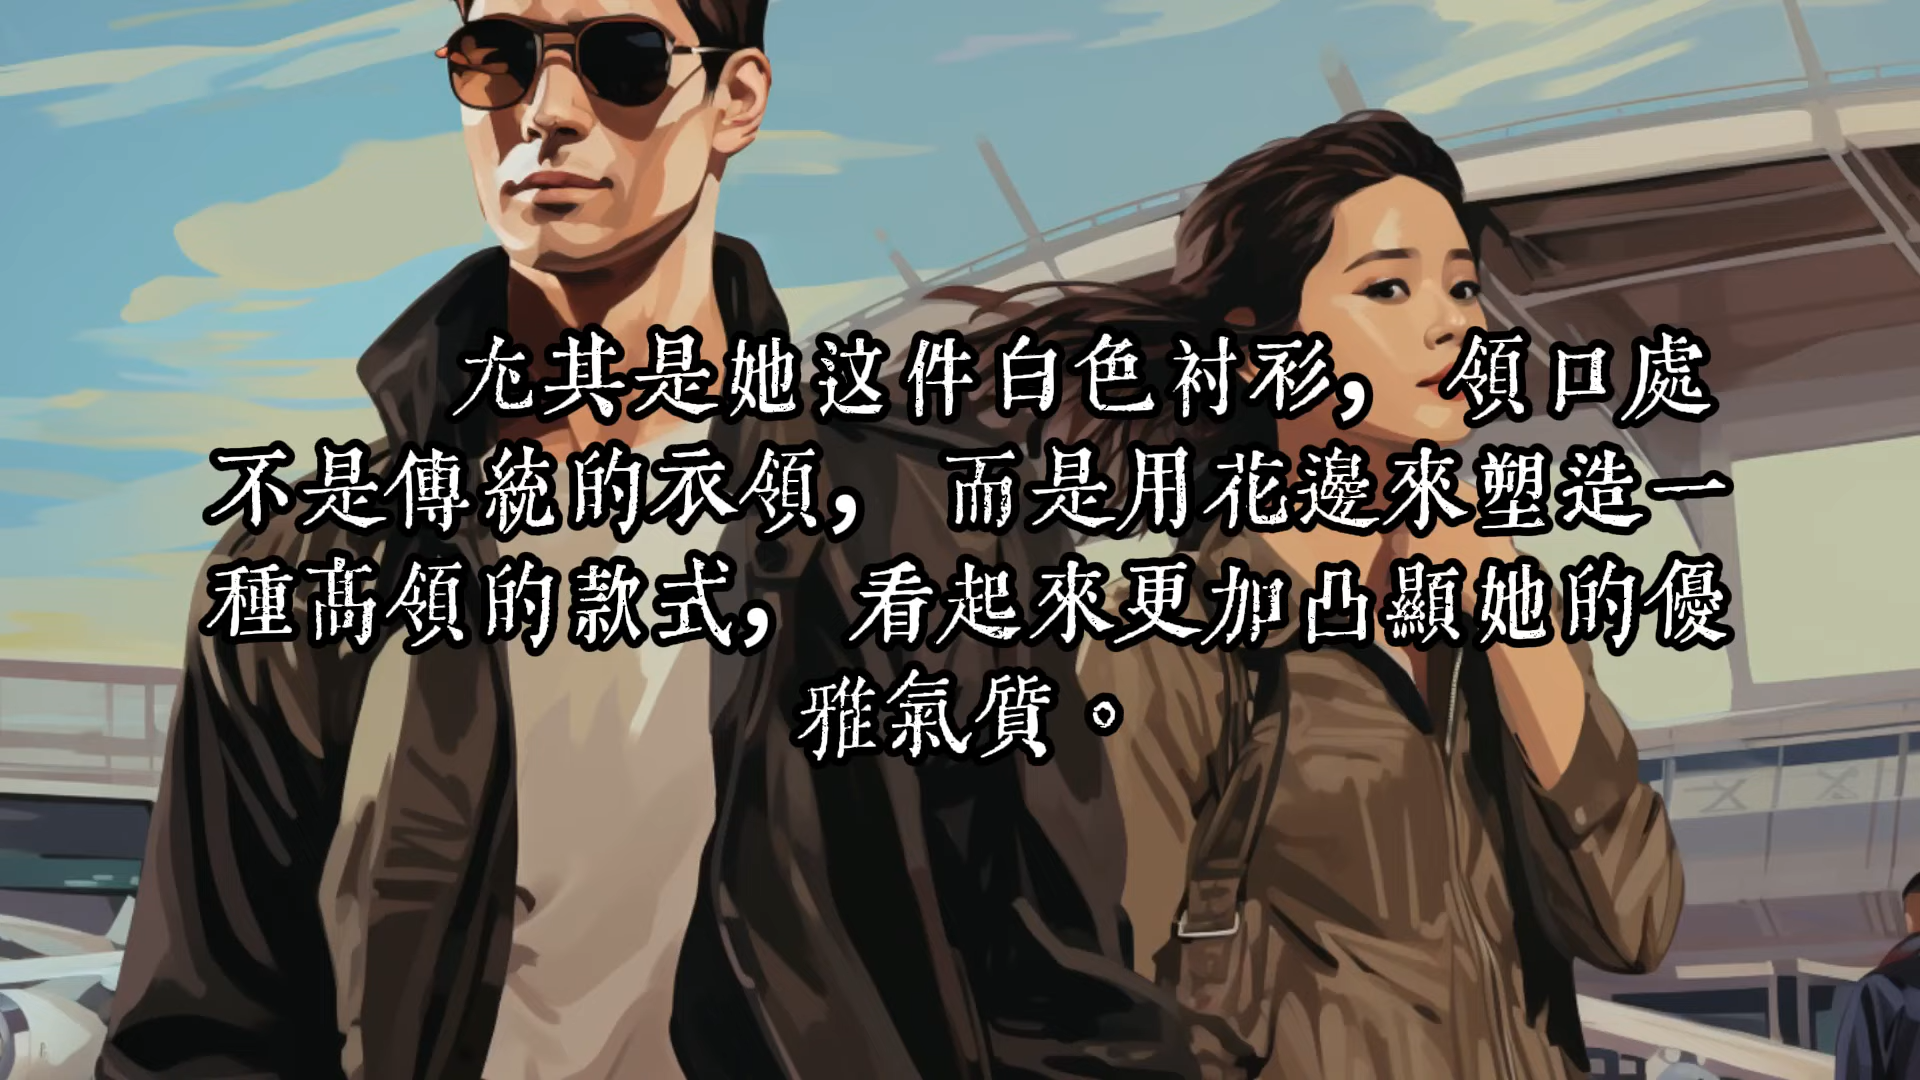 尤其是她这件白色衬衫,領口處
不是傳統的衣領,而是用花邊來塑造一
種高領的款式,看起來更加凸顯她的優
雅氣质。